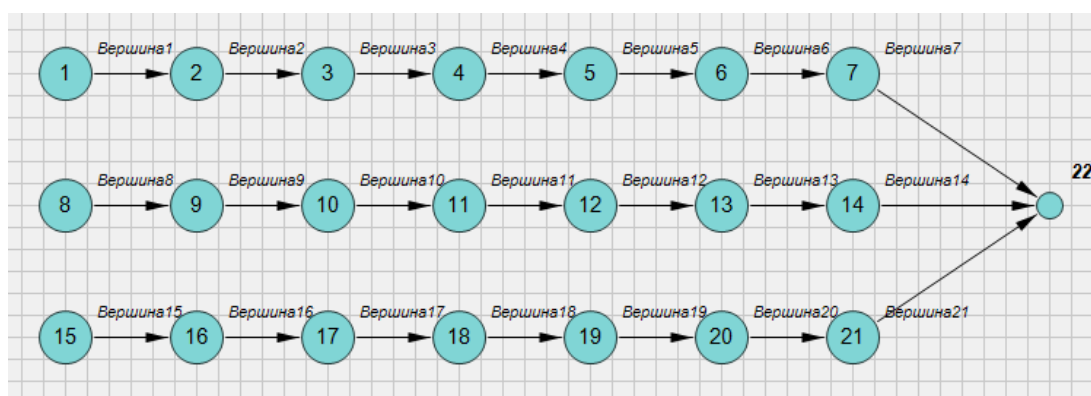 Вершина1 Вершина2 Вершина3 Вершина4 Вершина5 Вершина6 Вершина7
1 2 3 4 5 6 7
22
Вершина8 Вершина9 Вершина10 Вершина11 Вершина12 Вершина13 Вершина14
8 9 10 11 12 13 14
Вершина15 Вершина16 Вершина17 Вершина18 Вершина19 Вершина20 Вершина21
15 16 17 18 19 20 21